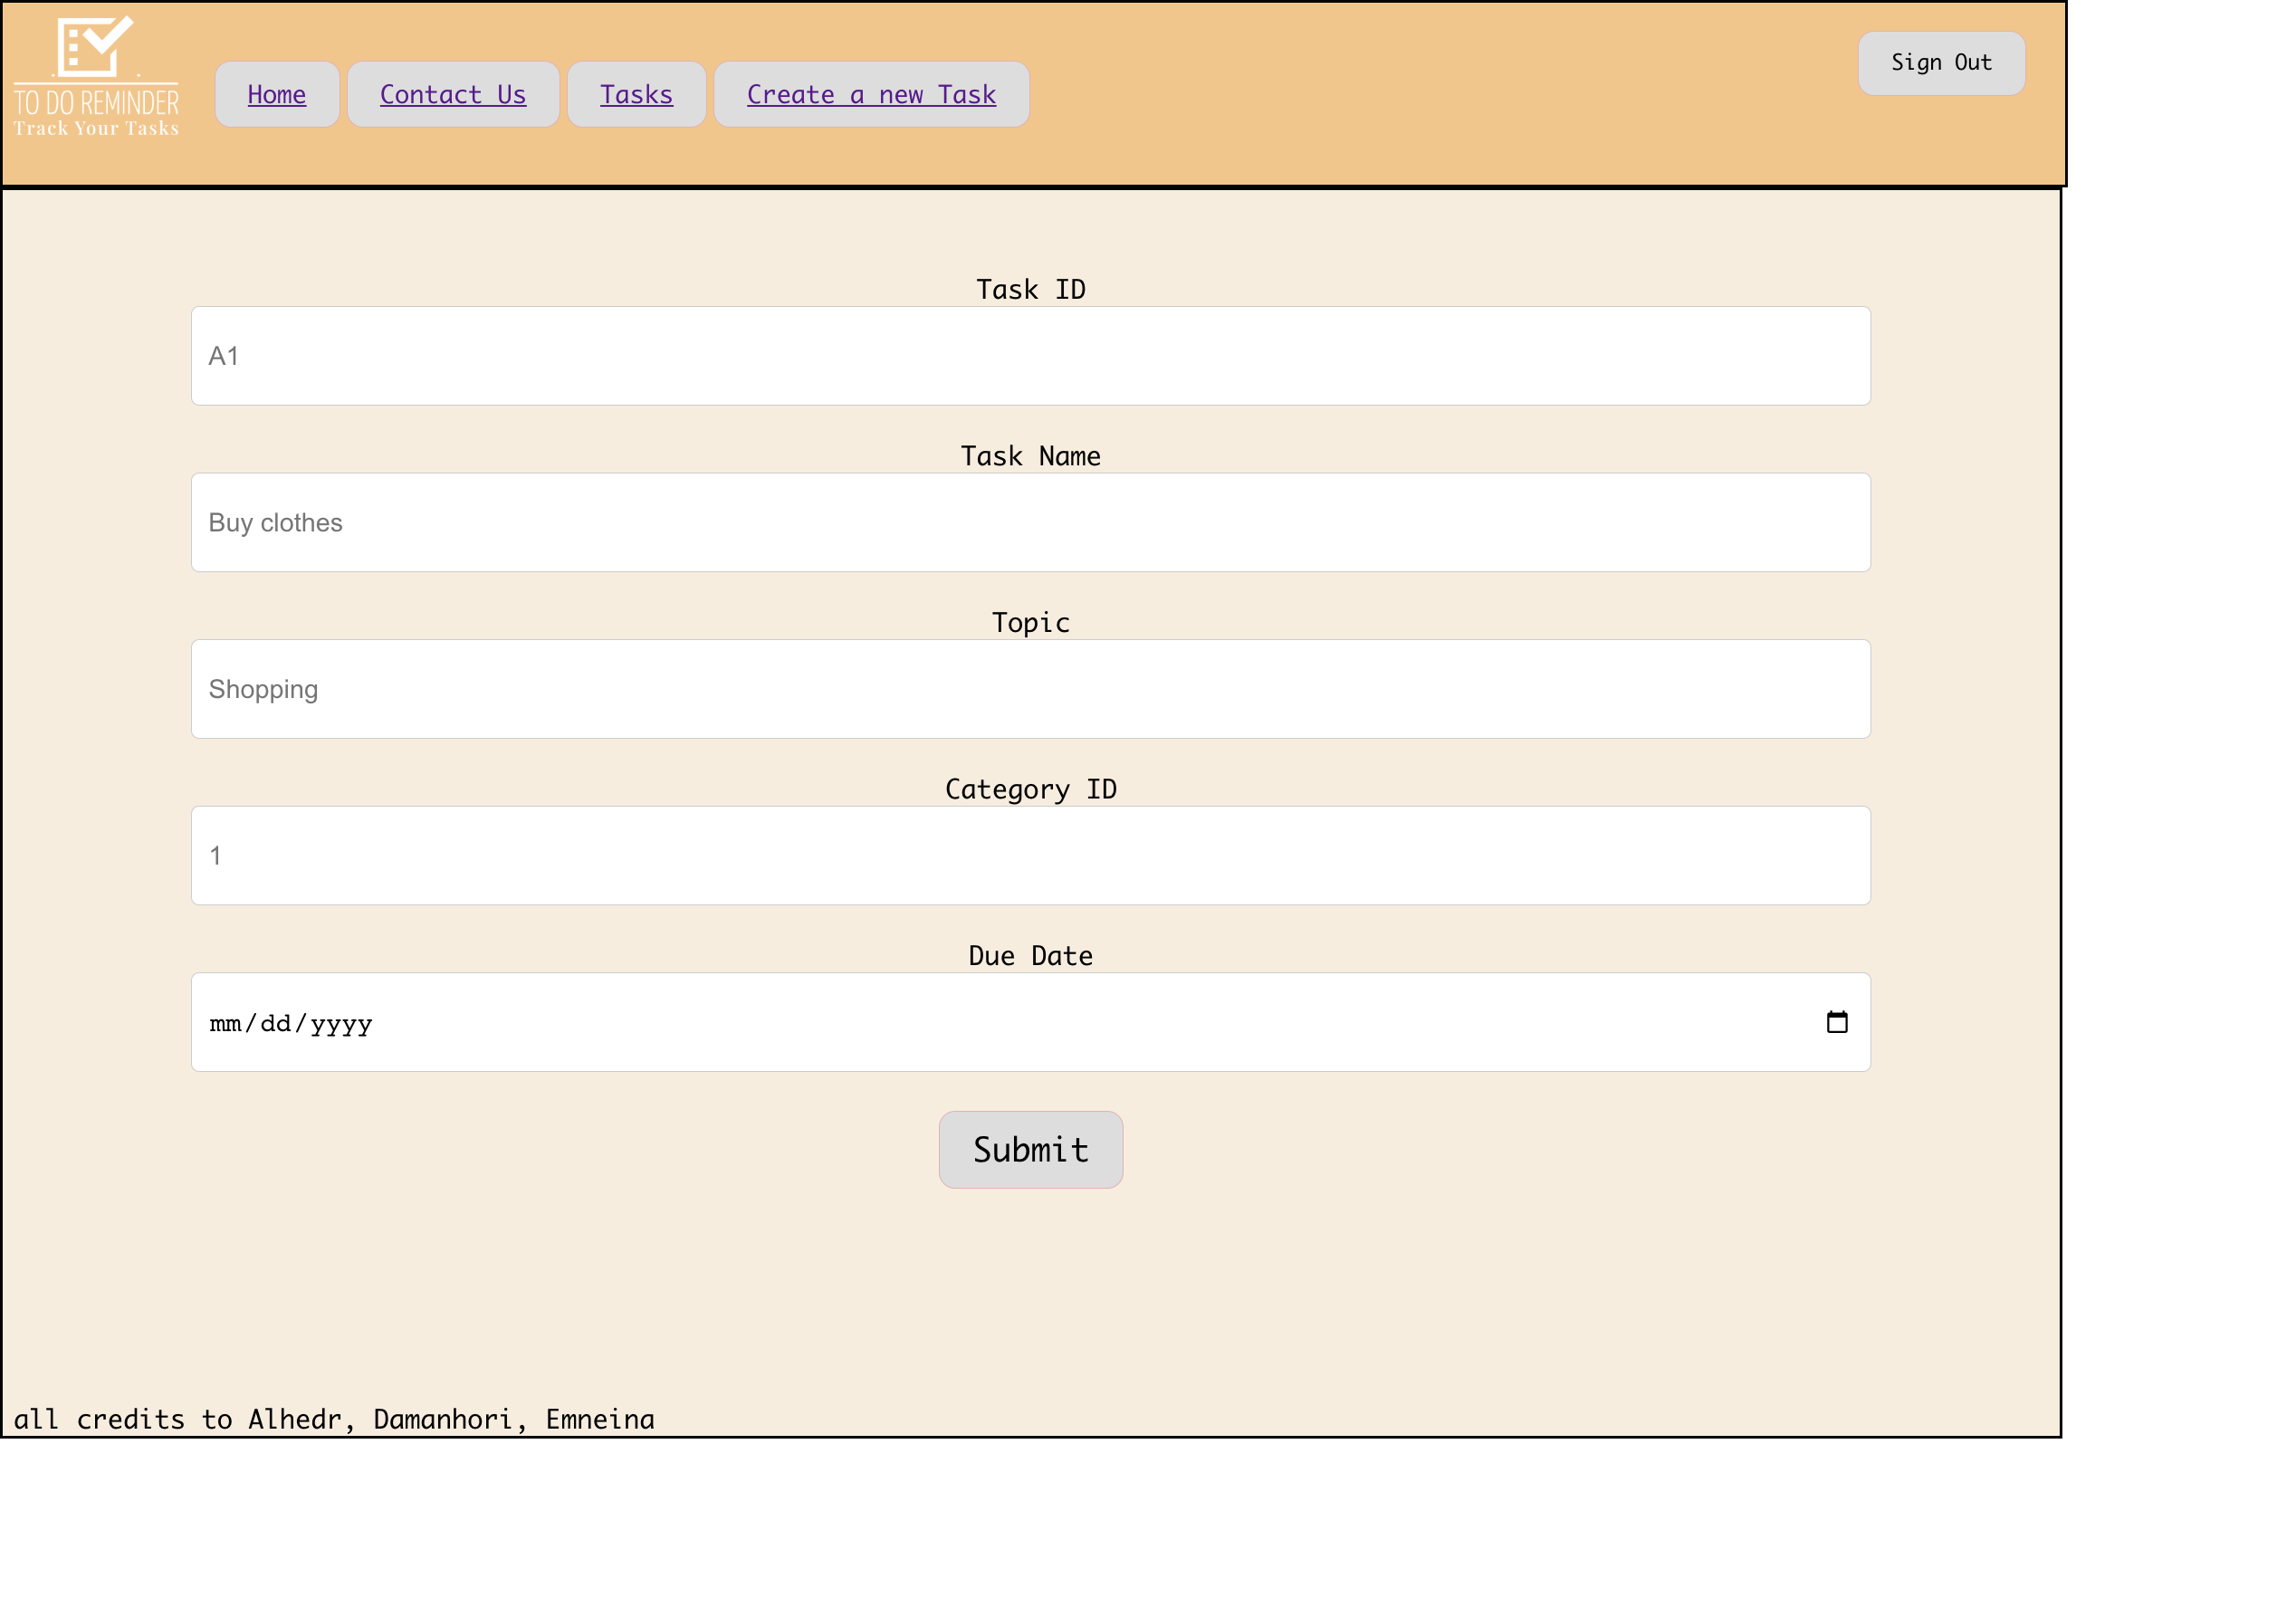 TO DO REMINDER
Track Your Tasks
Home Contact Us Tasks Create a new Task
Sign Out
Task ID
A1
Task Name
Buy clothes
Topic
Shopping
Category ID
1
Due Date
mm/dd/yyyy
Submit
all credits to Alhedr, Damanhori, Emneina